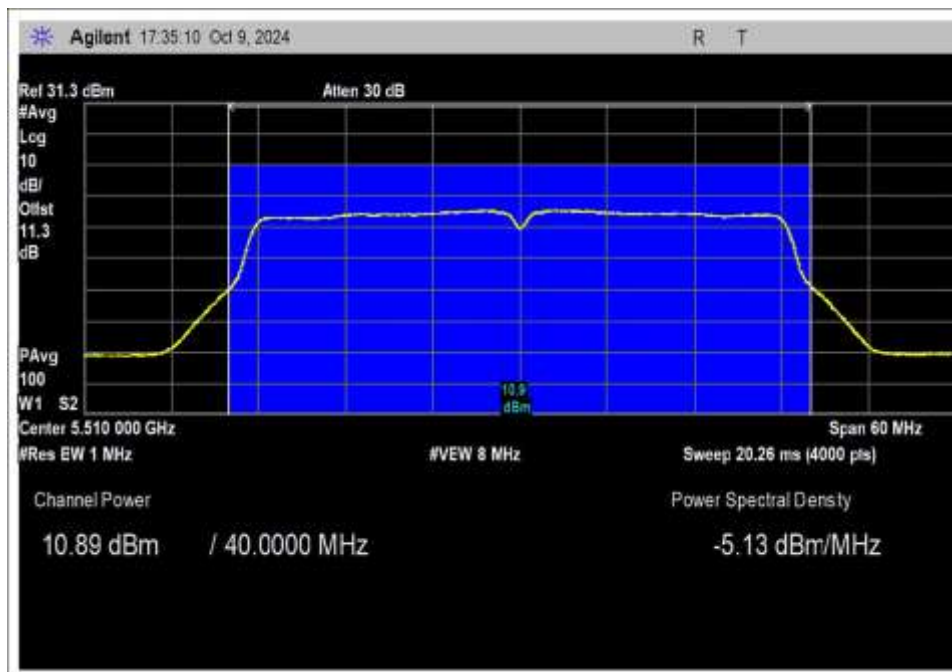 Agilent 17:35:10 Oct 9, 2024 R T
Ref 31.3 dBm Atten 30 dB
#Avg
Log
10
dB/
Offst
11.3
dB
PAvg
100
W1 S2
10.9
dBm
Center 5.510 000 GHz Span 60 MHz
#Res EW 1 MHz #VEW 8 MHz Sweep 20.26 ms (4000 pts)
Channel Power Power Spectral Density
10.89 dBm / 40.0000 MHz -5.13 dBm/MHz